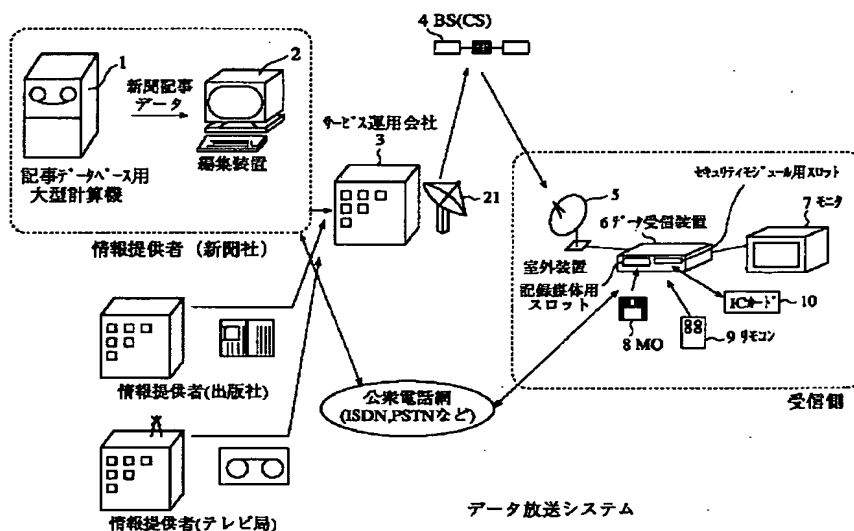 4 BS(CS)
1
2
新聞記事
データ
サービス運用会社
3
編集装置
記事データベース用
大型計算機
21
情報提供者(新聞社)
セキュリティモジュール用スロット
5
6 データ受信装置
7 モニタ
室外装置
記録媒体用
スロット
ICカード
10
8 MO
9 リモコン
情報提供者(出版社)
公衆電話網
(ISDN,PSTNなど)
受信側
情報提供者(テレビ局)
データ放送システム